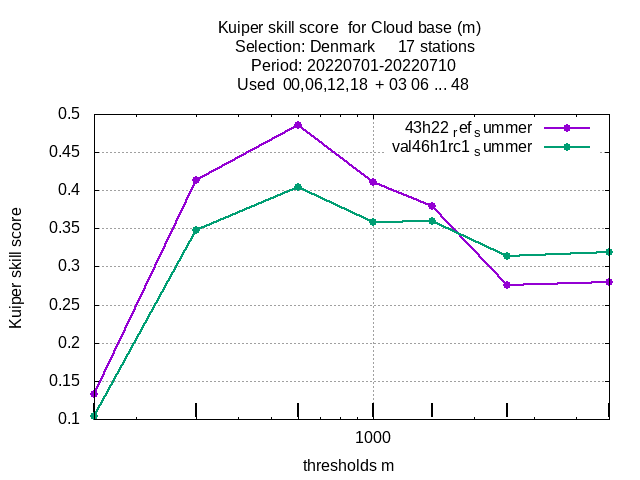 Kuiper skill score  for Cloud base (m)
Selection: Denmark     17 stations
Period: 20220701-20220710
Used  00,06,12,18  + 03 06 ... 48
43h22 ref summer
val46h1rc1 summer
0.5
0.45
0.4
0.35
0.3
0.25
0.2
0.15
0.1
Kuiper skill score
1000
thresholds m